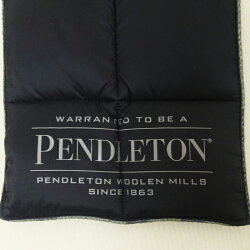 WARRANTED TO BE A
PENDLETON®
PENDLETON WOOLEN MILLS
SINCE 1863